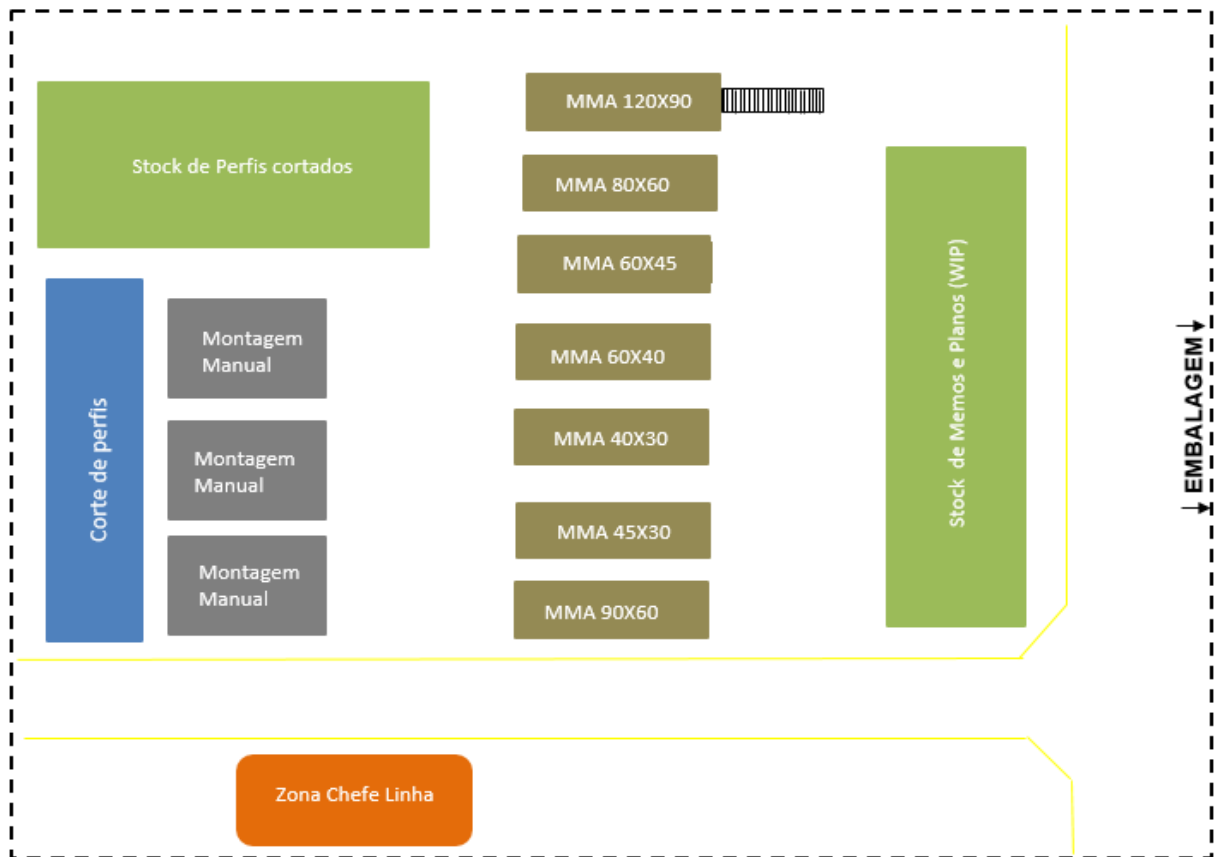 Stock de Perfis cortados
Corte de perfis
Montagem
Manual
Montagem
Manual
Montagem
Manual
MMA 120X90
MMA 80X60
MMA 60X45
MMA 60X40
MMA 40X30
MMA 45X30
MMA 90X60
Stock de Memos e Planos (WIP)
EMBALAGEM
Zona Chefe Linha